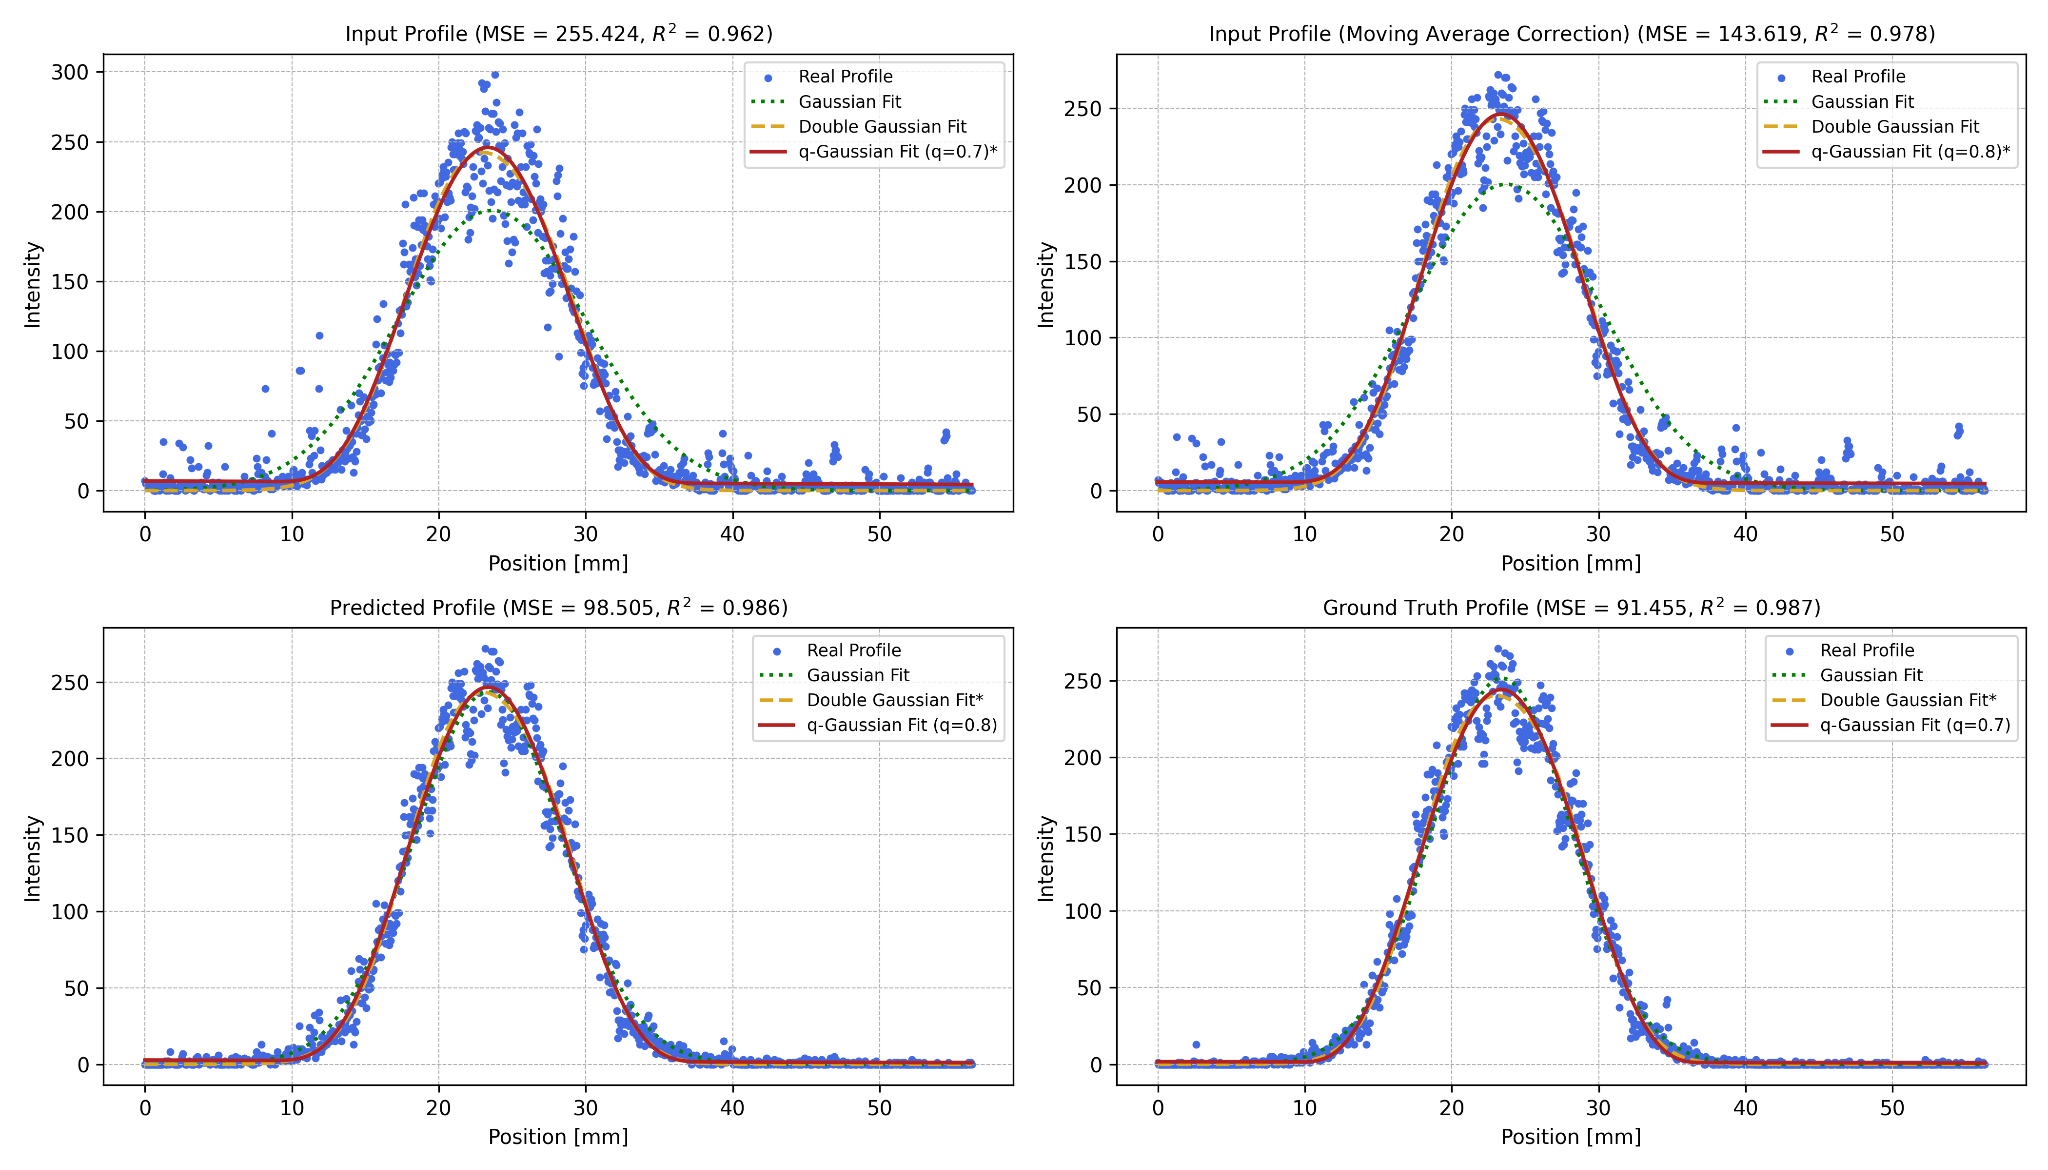 Input Profile (MSE = 255.424, R² = 0.962)
300
250
200
150
100
50
0
Intensity
Real Profile
Gaussian Fit
Double Gaussian Fit
q-Gaussian Fit (q=0.7)*
0 10 20 30 40 50
Position [mm]
Input Profile (Moving Average Correction) (MSE = 143.619, R² = 0.978)
250
200
150
100
50
0
Intensity
Real Profile
Gaussian Fit
Double Gaussian Fit
q-Gaussian Fit (q=0.8)*
0 10 20 30 40 50
Position [mm]
Predicted Profile (MSE = 98.505, R² = 0.986)
250
200
150
100
50
0
Intensity
Real Profile
Gaussian Fit
Double Gaussian Fit*
q-Gaussian Fit (q=0.8)
0 10 20 30 40 50
Position [mm]
Ground Truth Profile (MSE = 91.455, R² = 0.987)
250
200
150
100
50
0
Intensity
Real Profile
Gaussian Fit
Double Gaussian Fit*
q-Gaussian Fit (q=0.7)
0 10 20 30 40 50
Position [mm]